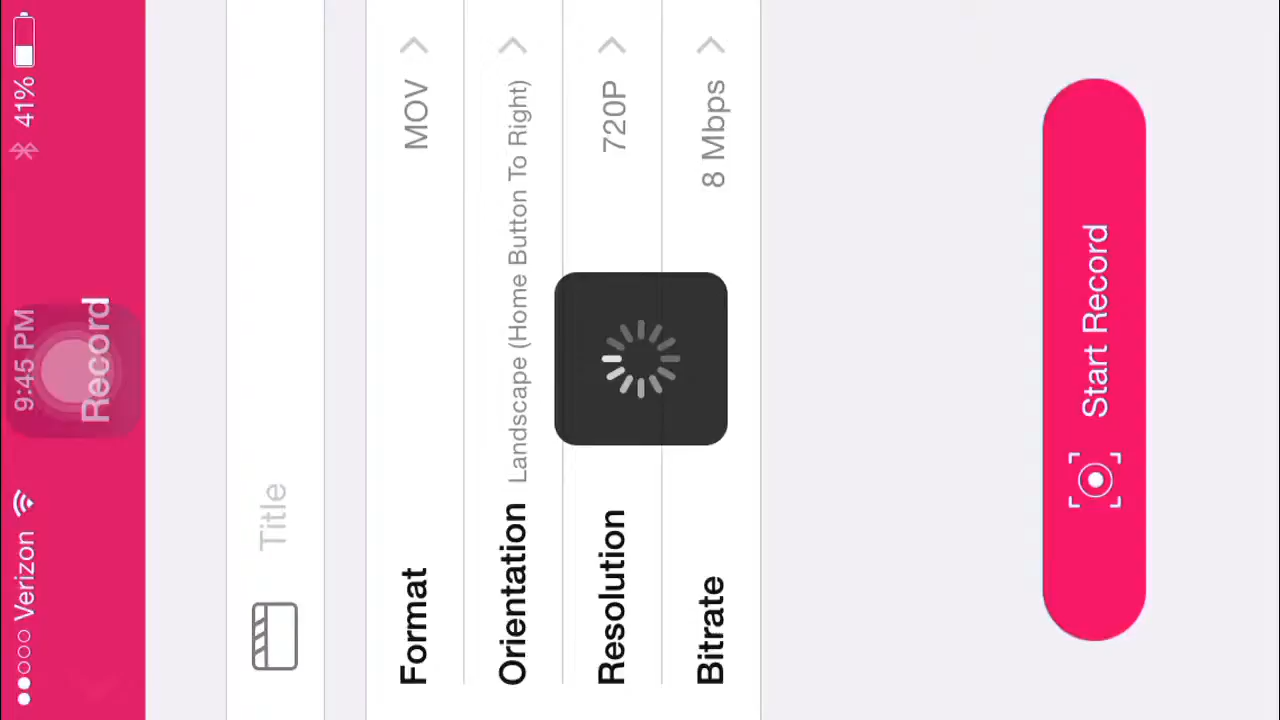 Verizon 9:45 PM 41%
Record
Title
Format MOV
Orientation Landscape (Home Button To Right)
Resolution 720P
Bitrate 8 Mbps
Start Record